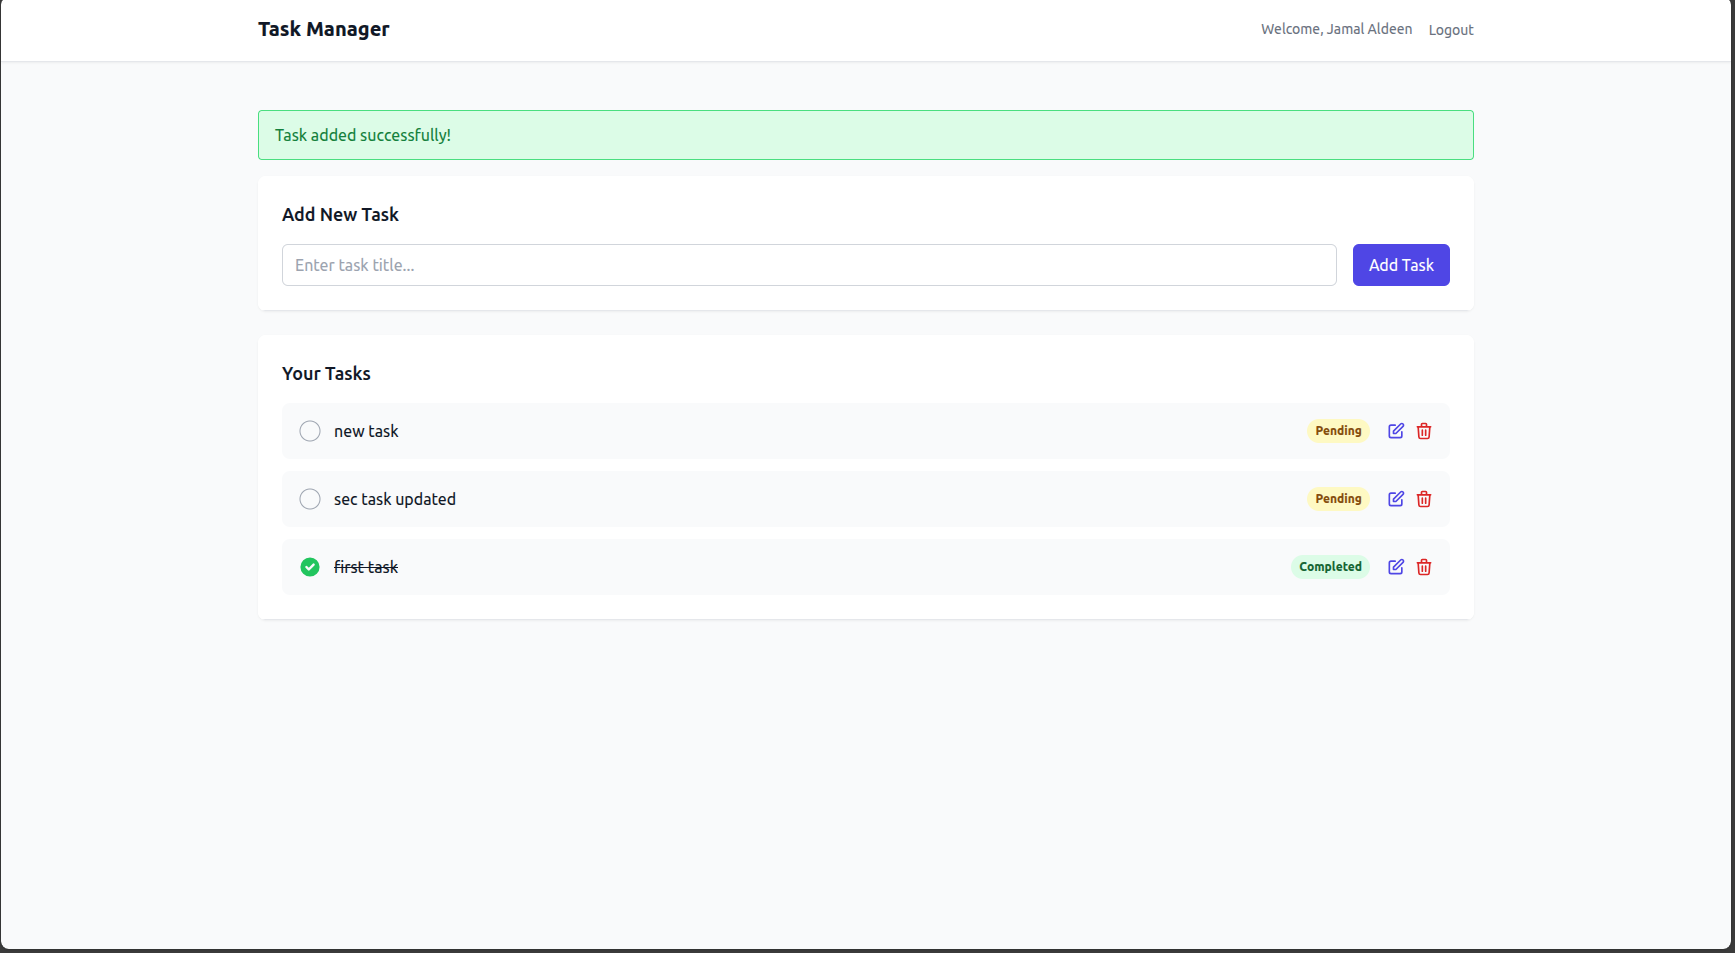 Task Manager
Welcome, Jamal Aldeen Logout
Task added successfully!
Add New Task
Enter task title...
Add Task
Your Tasks
new task Pending
sec task updated Pending
first task Completed